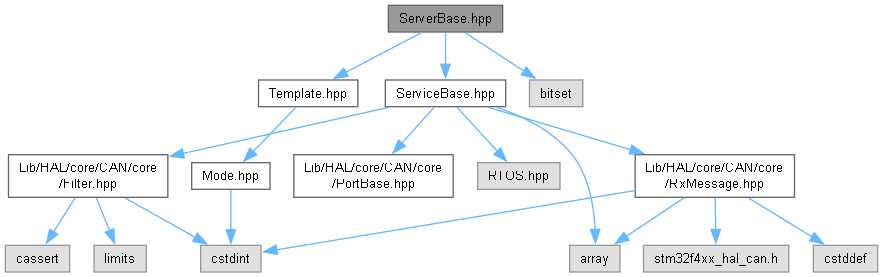 ServerBase.hpp
Template.hpp
ServiceBase.hpp
bitset
Lib/HAL/core/CAN/core
/Filter.hpp
Mode.hpp
Lib/HAL/core/CAN/core
/PortBase.hpp
RTOS.hpp
Lib/HAL/core/CAN/core
/RxMessage.hpp
cassert
limits
cstdint
array
stm32f4xx_hal_can.h
cstddef